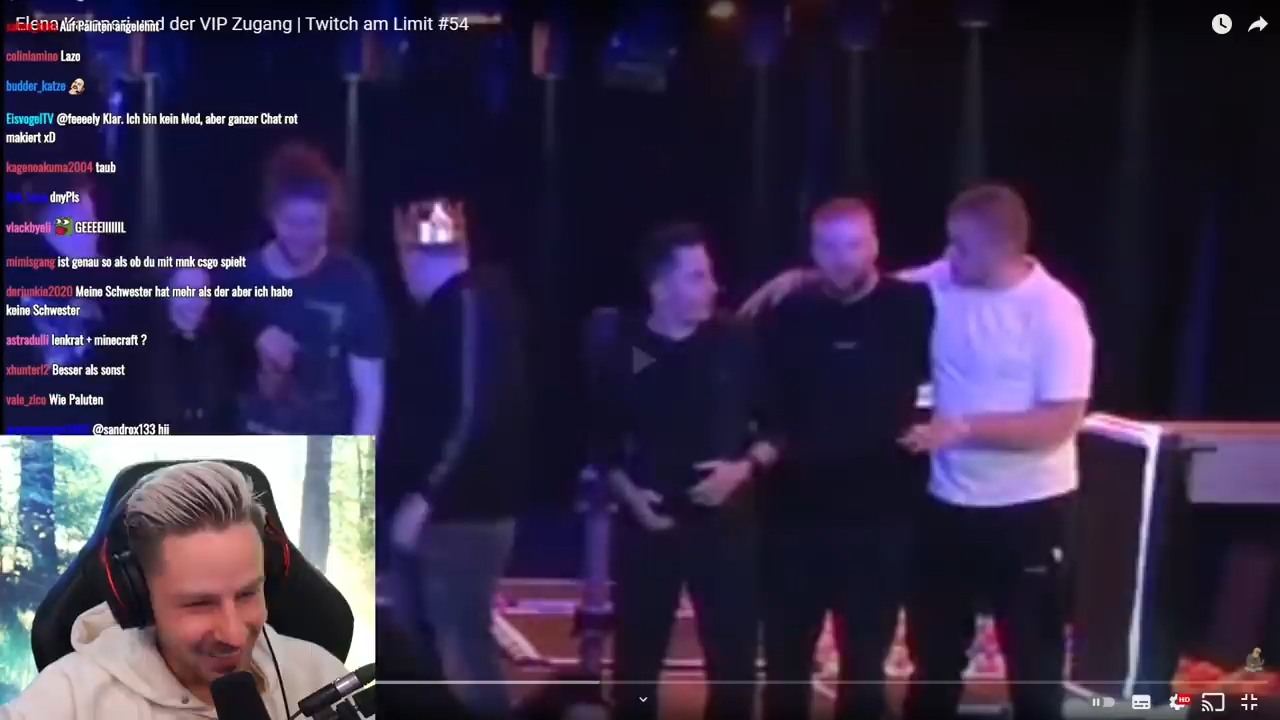 und der VIP Zugang | Twitch am Limit #54
Auf Paluten angelehnt
colinlamino Lazo
budder_katze
EisvogelTV @feeeely Klar. Ich bin kein Mod, aber ganzer Chat rot
makiert xD
kagenoakuma2004 taub
dnyPls
vlackbyeli GEEEEIIIIIIL
mimisgang ist genau so als ob du mit mnk csgo spielt
derjunkie2020 Meine Schwester hat mehr als der aber ich habe
keine Schwester
astradulli lenkrat + minecraft ?
xhunter12 Besser als sonst
vale_zico Wie Paluten
@sandrox133 hii
HD